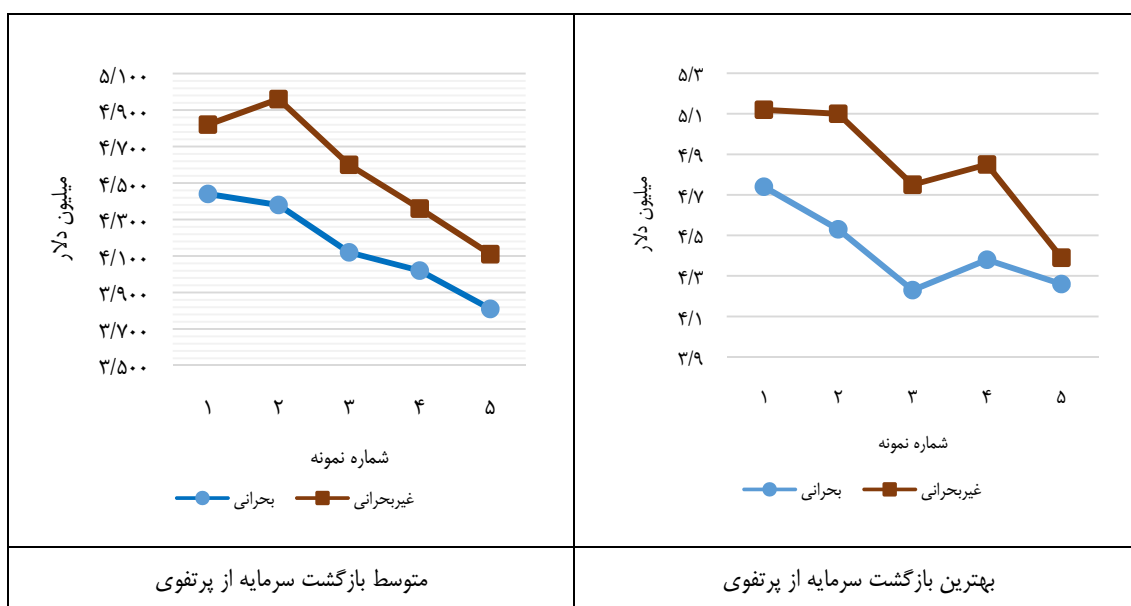 ۵/۱۰۰
۴/۹۰۰
۴/۷۰۰
۴/۵۰۰
۴/۳۰۰
۴/۱۰۰
۳/۹۰۰
۳/۷۰۰
۳/۵۰۰
میلیون دلار
۱ ۲ ۳ ۴ ۵
شماره نمونه
بحرانی غیربحرانی
متوسط بازگشت سرمایه از پرتفوی
۵/۳
۵/۱
۴/۹
۴/۷
۴/۵
۴/۳
۴/۱
۳/۹
میلیون دلار
۱ ۲ ۳ ۴ ۵
شماره نمونه
بحرانی غیربحرانی
بهترین بازگشت سرمایه از پرتفوی